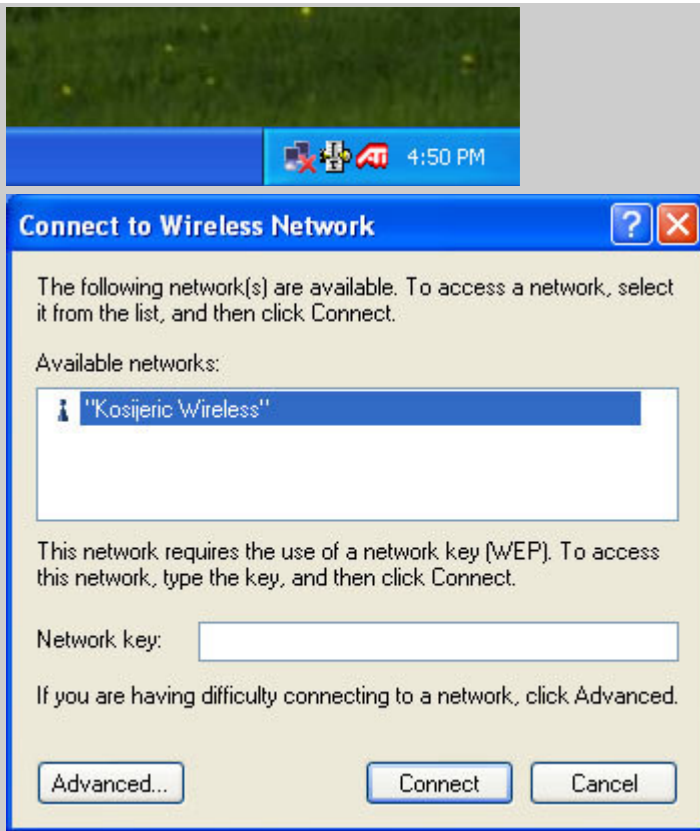 ATI 4:50 PM
Connect to Wireless Network
The following network(s) are available. To access a network, select
it from the list, and then click Connect.
Available networks:
"Kosijeric Wireless"
This network requires the use of a network key (WEP). To access
this network, type the key, and then click Connect.
Network key:
If you are having difficulty connecting to a network, click Advanced.
Advanced... Connect Cancel